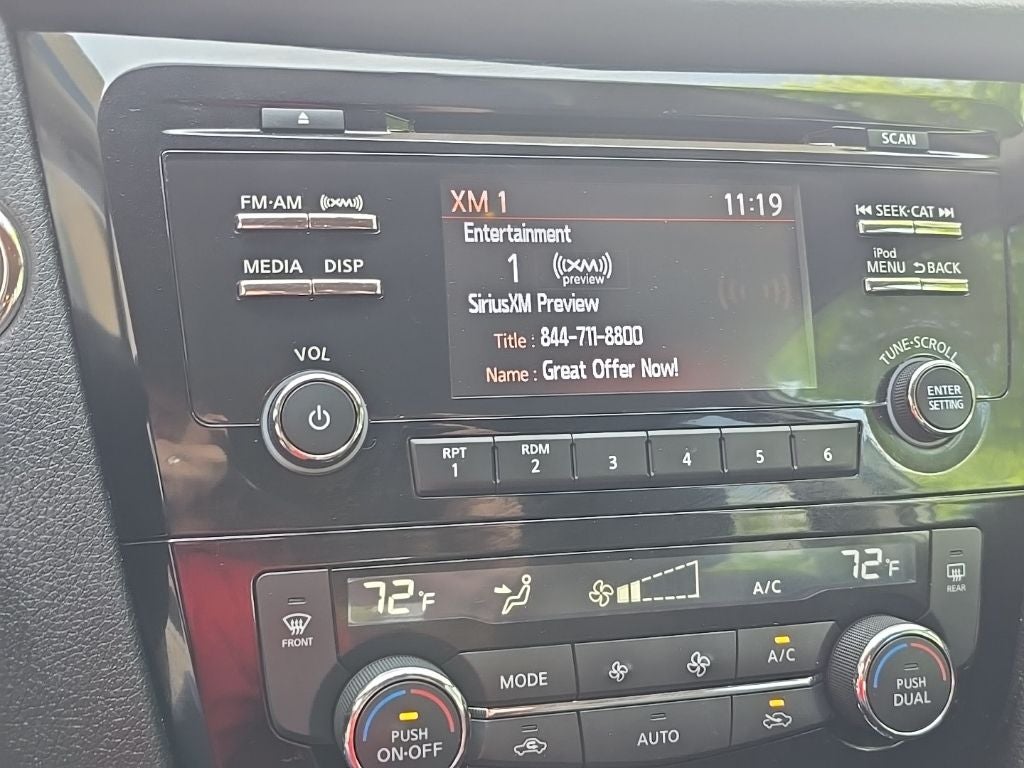 SCAN
FM·AM ((XM))
SEEK·CAT
XM 1 11:19
Entertainment
MEDIA DISP
1 ((XM))
preview
iPod
MENU BACK
SiriusXM Preview
Title : 844-711-8800
Name : Great Offer Now!
VOL
TUNE·SCROLL
ENTER
SETTING
RPT
1
RDM
2
3
4
5
6
72°F A/C 72°F
FRONT
REAR
MODE
A/C
PUSH
ON·OFF
AUTO
PUSH
DUAL